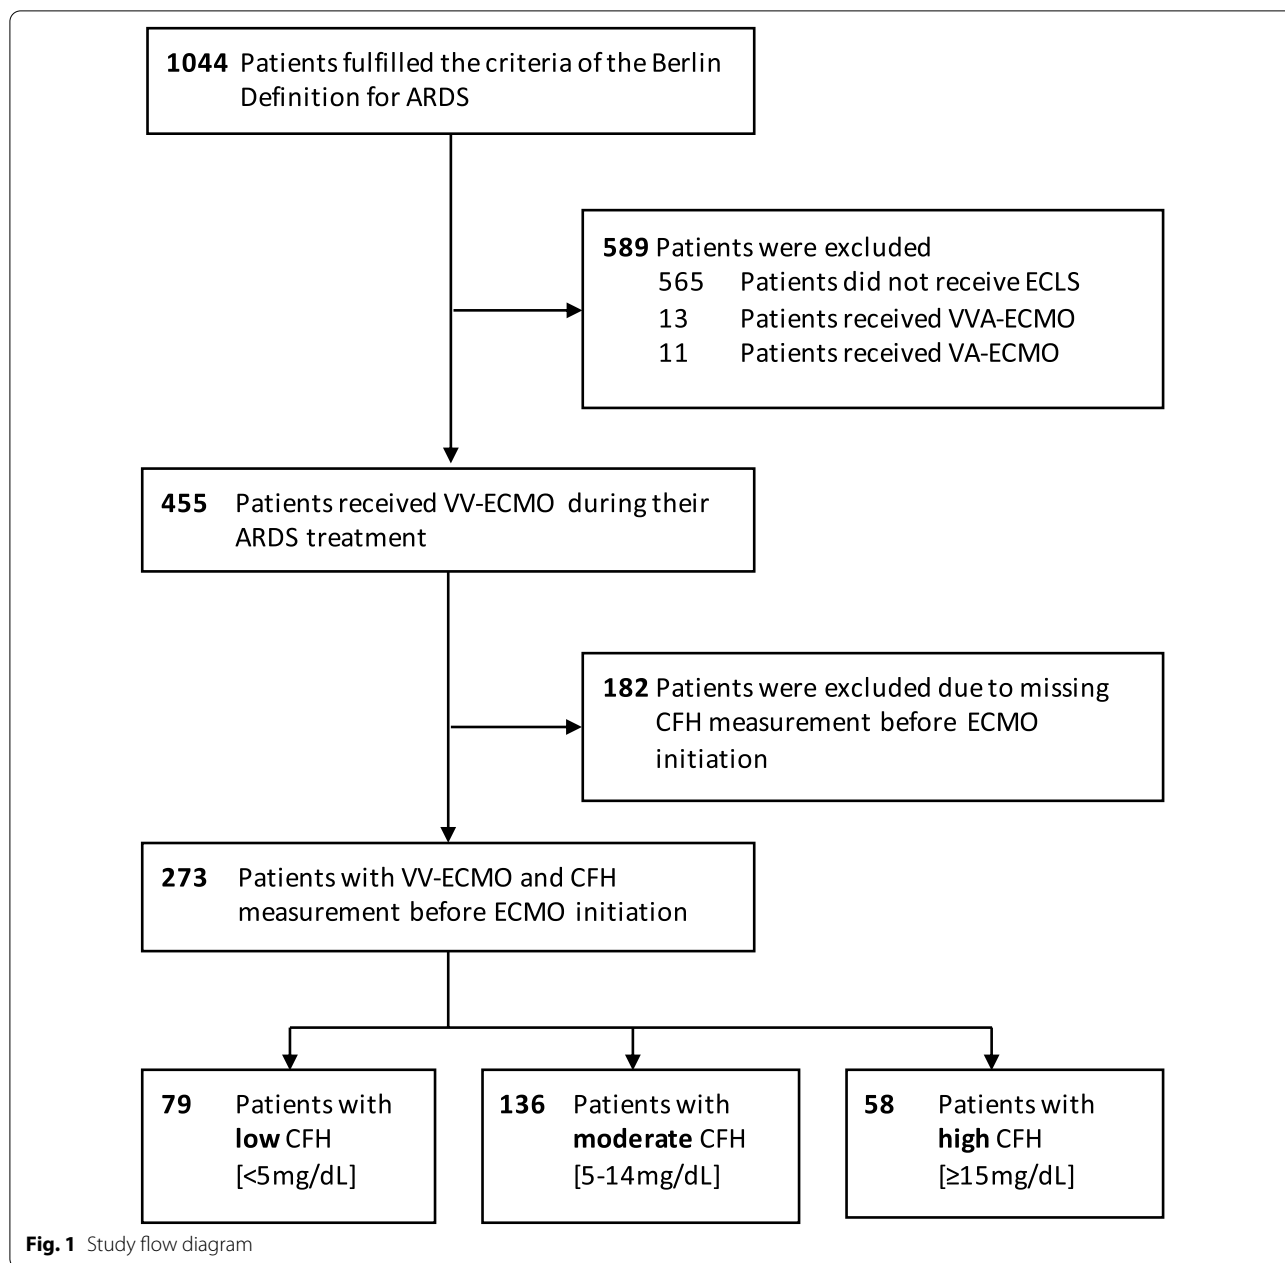 1044 Patients fulfilled the criteria of the Berlin
Definition for ARDS
589 Patients were excluded
565 Patients did not receive ECLS
13 Patients received VVA-ECMO
11 Patients received VA-ECMO
455 Patients received VV-ECMO during their
ARDS treatment
182 Patients were excluded due to missing
CFH measurement before ECMO
initiation
273 Patients with VV-ECMO and CFH
measurement before ECMO initiation
79 Patients with
low CFH
[<5mg/dL]
136 Patients with
moderate CFH
[5-14mg/dL]
58 Patients with
high CFH
[≥15mg/dL]
Fig. 1 Study flow diagram